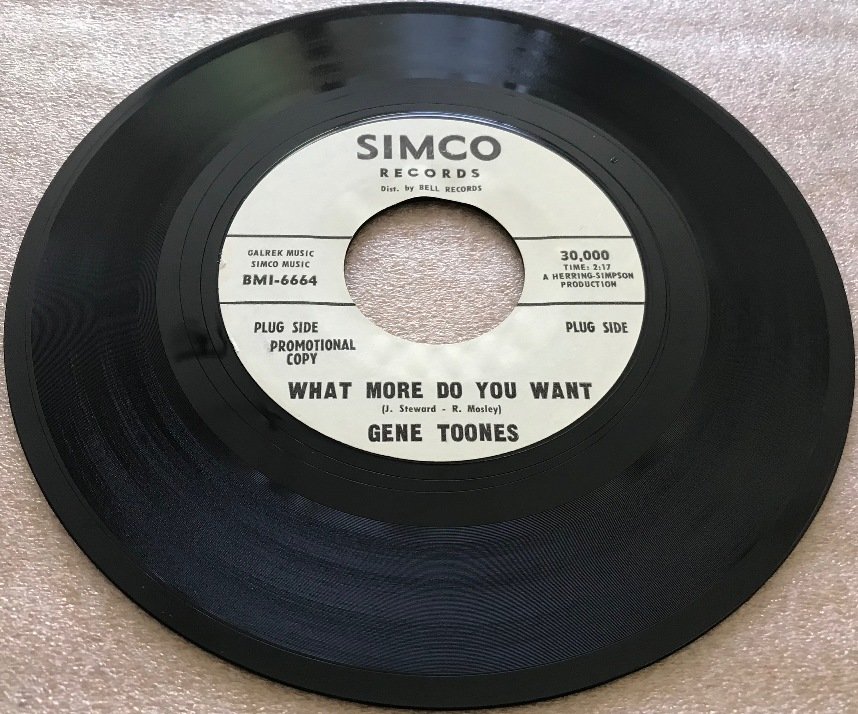 SIMCO
RECORDS
Dist. by BELL RECORDS
GALREK MUSIC
SIMCO MUSIC
BMI-6664
30,000
TIME: 2:17
A HERRING-SIMPSON
PRODUCTION
PLUG SIDE
PROMOTIONAL
COPY
PLUG SIDE
WHAT MORE DO YOU WANT
(J. Steward - R. Mosley)
GENE TOONES